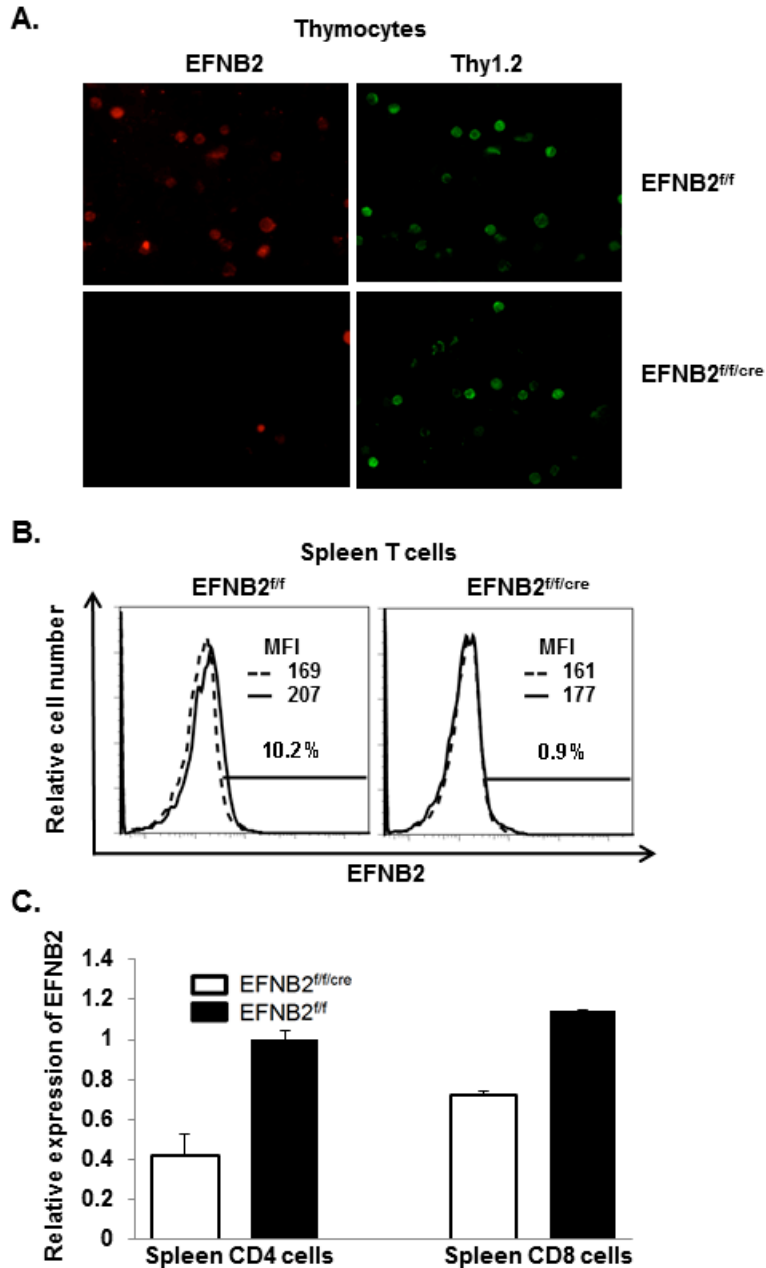 A.
Thymocytes
EFNB2 Thy1.2
EFNB2f/f
EFNB2f/f/cre
B.
Spleen T cells
EFNB2f/f EFNB2f/f/cre
Relative cell number
MFI
169
207
10.2%
MFI
161
177
0.9%
EFNB2
C.
Relative expression of EFNB2
1.4
1.2
1
0.8
0.6
0.4
0.2
0
EFNB2f/f/cre
EFNB2f/f
Spleen CD4 cells Spleen CD8 cells